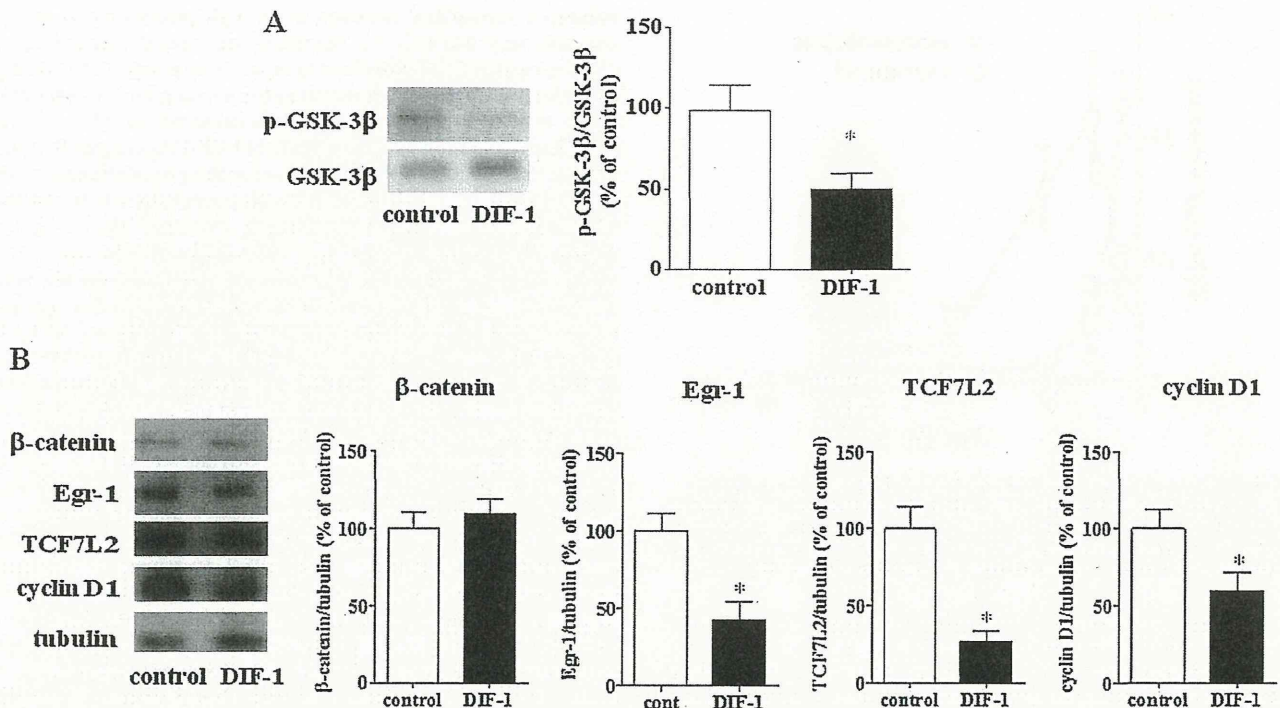 A
p-GSK-3β
GSK-3β
control DIF-1
p-GSK-3β/GSK-3β
(% of control)
150
100
50
0
*
control DIF-1
B
β-catenin
Egr-1
TCF7L2
cyclin D1
tubulin
control DIF-1
β-catenin
β-catenin/tubulin (% of control)
150
100
50
0
control DIF-1
Egr-1
Egr-1/tubulin (% of control)
150
100
50
0
*
cont DIF-1
TCF7L2
TCF7L2/tubulin (% of control)
150
100
50
0
*
control DIF-1
cyclin D1
cyclin D1/tubulin (% of control)
150
100
50
0
*
control DIF-1